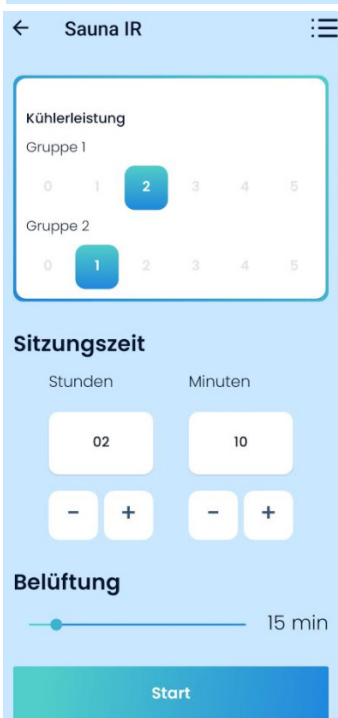 Sauna IR
Kühlerleistung
Gruppe 1
0 1 2 3 4 5
Gruppe 2
0 1 2 3 4 5
Sitzungszeit
Stunden Minuten
02 10
- + - +
Belüftung
15 min
Start